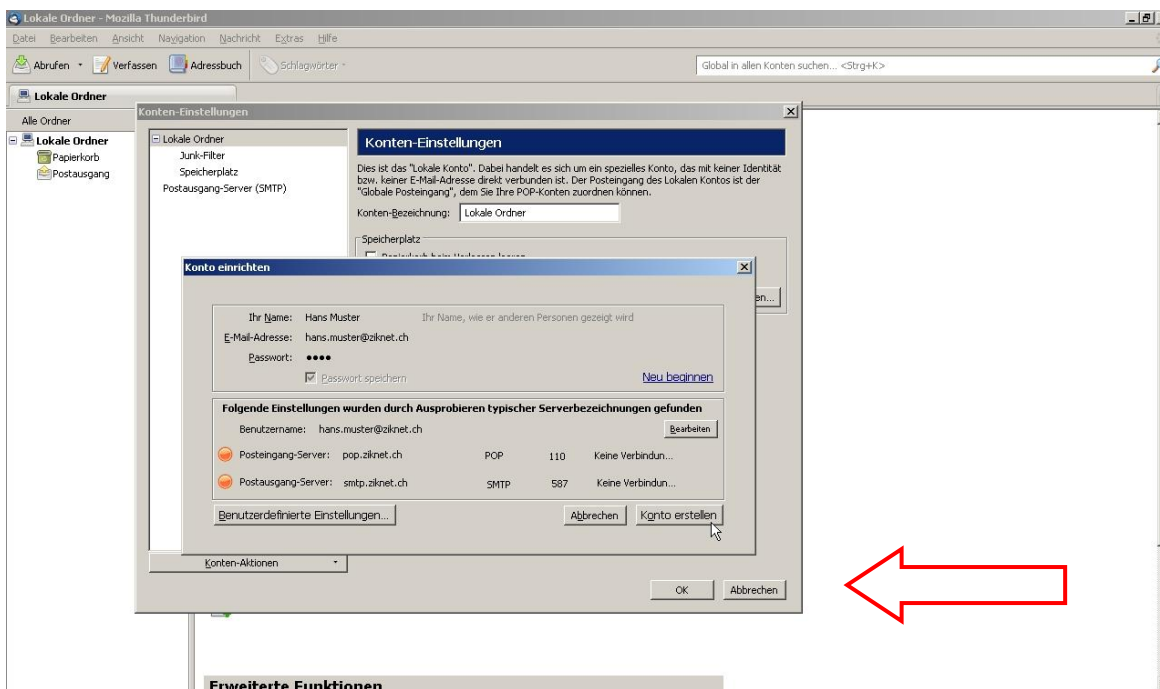 Lokale Ordner - Mozilla Thunderbird
Datei Bearbeiten Ansicht Navigation Nachricht Extras Hilfe
Abrufen Verfassen Adressbuch Schlagwörter Global in allen Konten suchen... <Strg+K>
Lokale Ordner
Alle Ordner
Lokale Ordner
Papierkorb
Postausgang
Konten-Einstellungen
Lokale Ordner
Junk-Filter
Speicherplatz
Postausgang-Server (SMTP)
Konten-Einstellungen
Dies ist das "Lokale Konto". Dabei handelt es sich um ein spezielles Konto, das mit keiner Identität
bzw. keiner E-Mail-Adresse direkt verbunden ist. Der Posteingang des Lokalen Kontos ist der
"Globale Posteingang", dem Sie Ihre POP-Konten zuordnen können.
Konten-Bezeichnung: Lokale Ordner
Speicherplatz
Papierkorb beim Verlassen leeren
en...
Konto einrichten
Ihr Name: Hans Muster Ihr Name, wie er anderen Personen gezeigt wird
E-Mail-Adresse: hans.muster@ziknet.ch
Passwort: ●●●●
Passwort speichern Neu beginnen
Folgende Einstellungen wurden durch Ausprobieren typischer Serverbezeichnungen gefunden
Benutzername: hans.muster@ziknet.ch Bearbeiten
Posteingang-Server: pop.ziknet.ch POP 110 Keine Verbindun...
Postausgang-Server: smtp.ziknet.ch SMTP 587 Keine Verbindun...
Benutzerdefinierte Einstellungen... Abbrechen Konto erstellen
Konten-Aktionen
OK Abbrechen
Erweiterte Funktionen